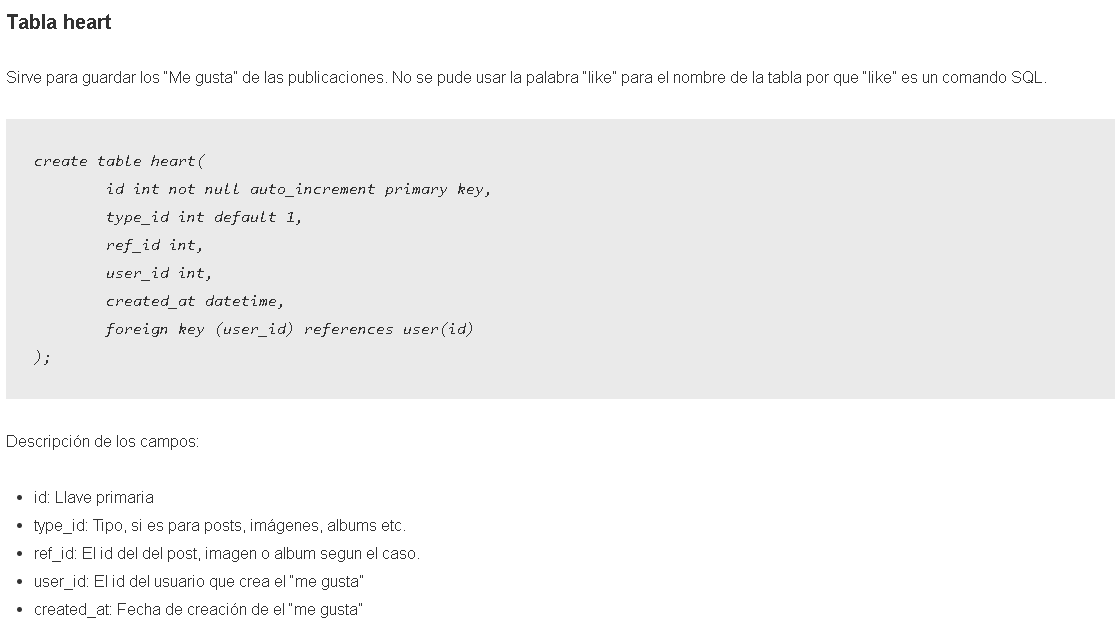 Tabla heart
Sirve para guardar los "Me gusta" de las publicaciones. No se pude usar la palabra "like" para el nombre de la tabla por que "like" es un comando SQL.
create table heart(
id int not null auto_increment primary key,
type_id int default 1,
ref_id int,
user_id int,
created_at datetime,
foreign key (user_id) references user(id)
);
Descripción de los campos:
• id: Llave primaria
• type_id: Tipo, si es para posts, imágenes, albums etc.
• ref_id: El id del del post, imagen o album segun el caso.
• user_id: El id del usuario que crea el "me gusta"
• created_at: Fecha de creación de el "me gusta"